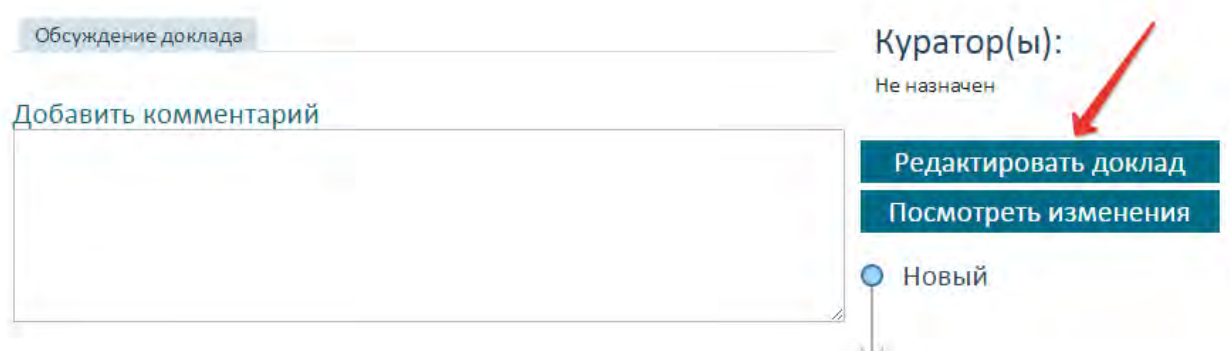 Обсуждение доклада
Добавить комментарий
Куратор(ы):
Не назначен
Редактировать доклад
Посмотреть изменения
Новый